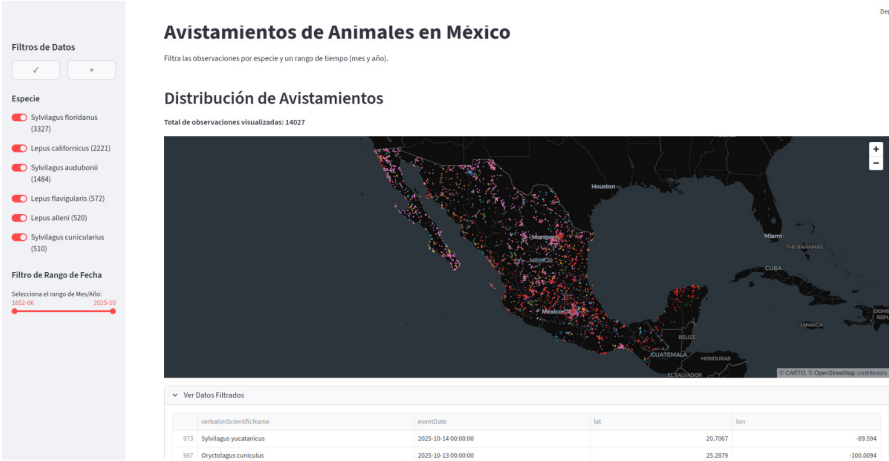 Dep
Avistamientos de Animales en México
Filtros de Datos
Filtra las observaciones por especie y un rango de tiempo (mes y año).
✓
×
Especie
Sylvilagus floridanus
(3327)
Lepus californicus (2221)
Sylvilagus audubonii
(1484)
Lepus flavigularis (572)
Lepus alleni (520)
Sylvilagus cunicularius
(510)
Filtro de Rango de Fecha
Selecciona el rango de Mes/Año:
1852-06 2025-10
Distribución de Avistamientos
Total de observaciones visualizadas: 14027
+
−
Houston
Monterrey
Miami
THE BAHAMAS
MÉXICO
CUBA
México City
JAMAICA
BELIZE
GUATEMALA
HONDURAS
EL SALVADOR
© CARTO, © OpenStreetMap contributors
Ver Datos Filtrados
verbatimScientificName eventDate lat lon
973 Sylvilagus yucatanicus 2025-10-14 00:00:00 20.7067 -89.594
987 Oryctolagus cuniculus 2025-10-13 00:00:00 25.2879 -100.0094